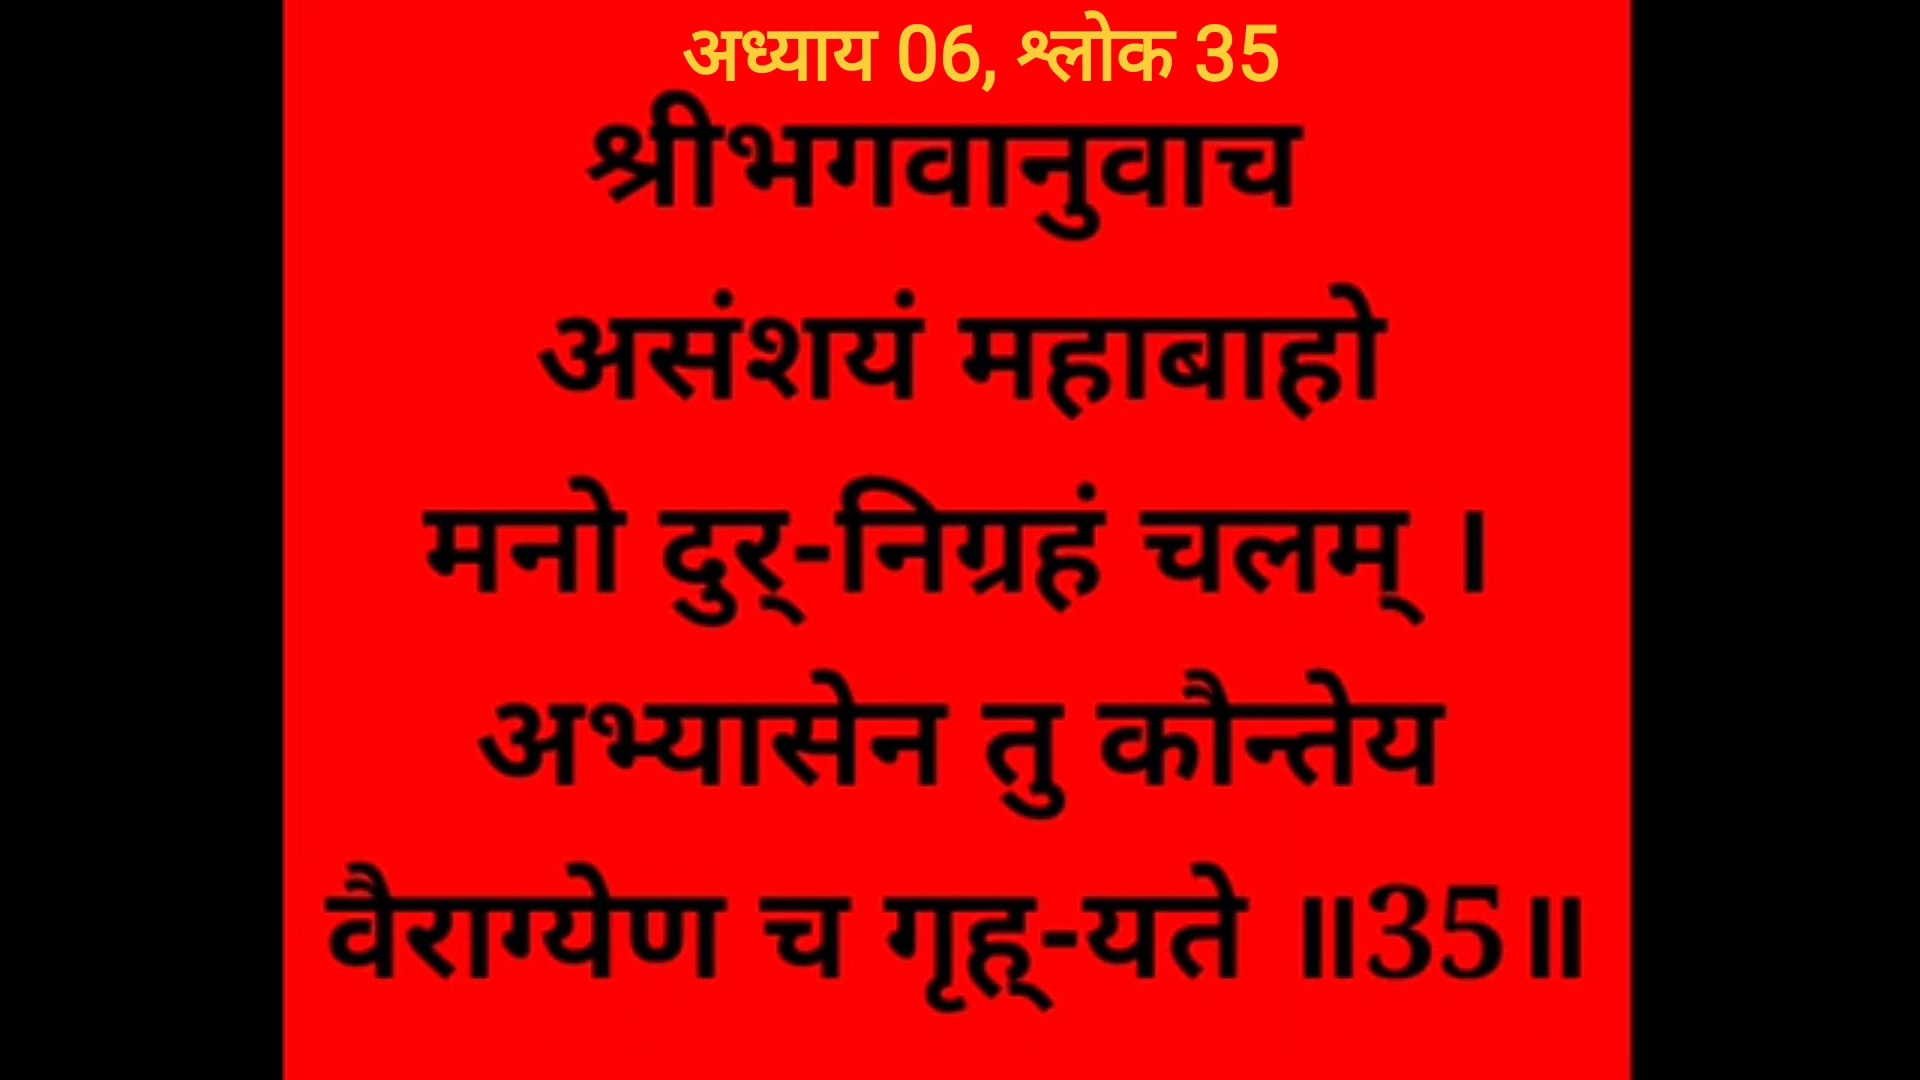 अध्याय 06, श्लोक 35
श्रीभगवानुवाच
असंशयं महाबाहो
मनो दुर्-निग्रहं चलम् ।
अभ्यासेन तु कौन्तेय
वैराग्येण च गृह्-यते ॥35॥